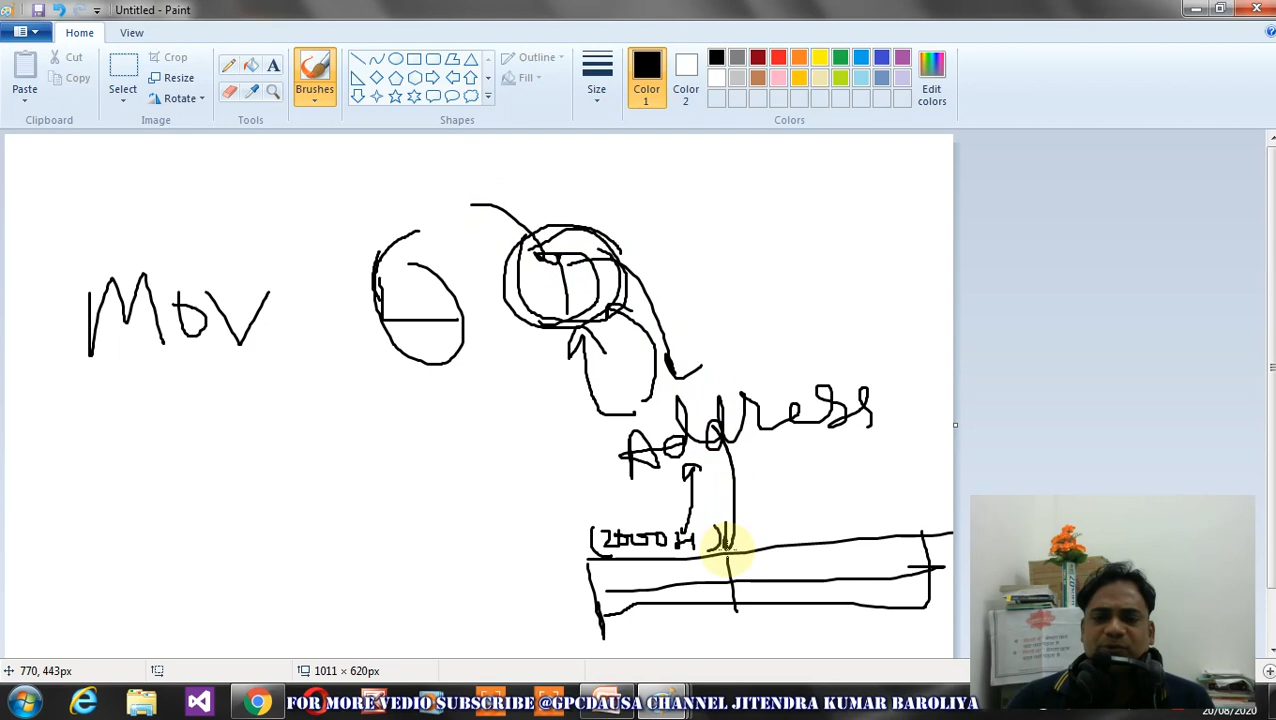 Untitled - Paint
Home View
Paste
Cut
Copy
Clipboard
Select
Crop
Resize
Rotate
Image
Tools
Brushes
Shapes
Outline
Fill
Size
Color 1
Color 2
Edit colors
Colors
Mov
Address
(2000H)
770, 443px
1011 × 620px
FOR MORE VEDIO SUBSCRIBE @GPCDAUSA CHANNEL JITENDRA KUMAR BAROLIYA
20/08/2020